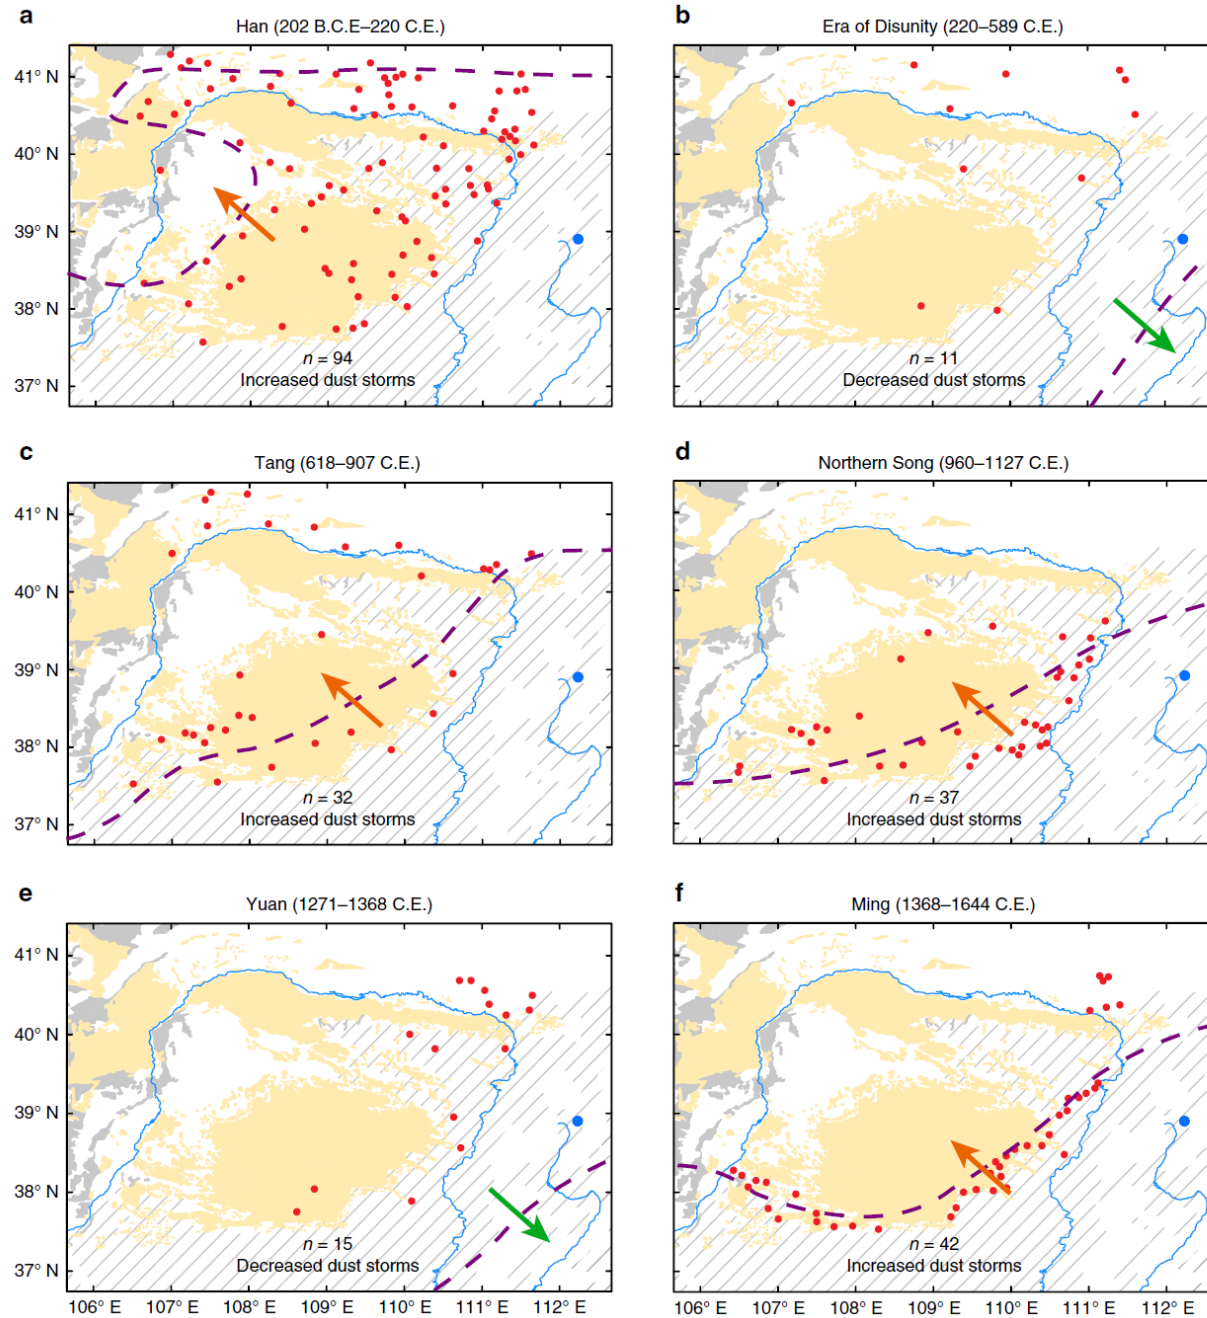 a
Han (202 B.C.E–220 C.E.)
41° N
40° N
39° N
38° N
37° N
n = 94
Increased dust storms
b
Era of Disunity (220–589 C.E.)
n = 11
Decreased dust storms
c
Tang (618–907 C.E.)
41° N
40° N
39° N
38° N
37° N
n = 32
Increased dust storms
d
Northern Song (960–1127 C.E.)
n = 37
Increased dust storms
e
Yuan (1271–1368 C.E.)
41° N
40° N
39° N
38° N
37° N
n = 15
Decreased dust storms
106° E 107° E 108° E 109° E 110° E 111° E 112° E
f
Ming (1368–1644 C.E.)
n = 42
Increased dust storms
106° E 107° E 108° E 109° E 110° E 111° E 112° E